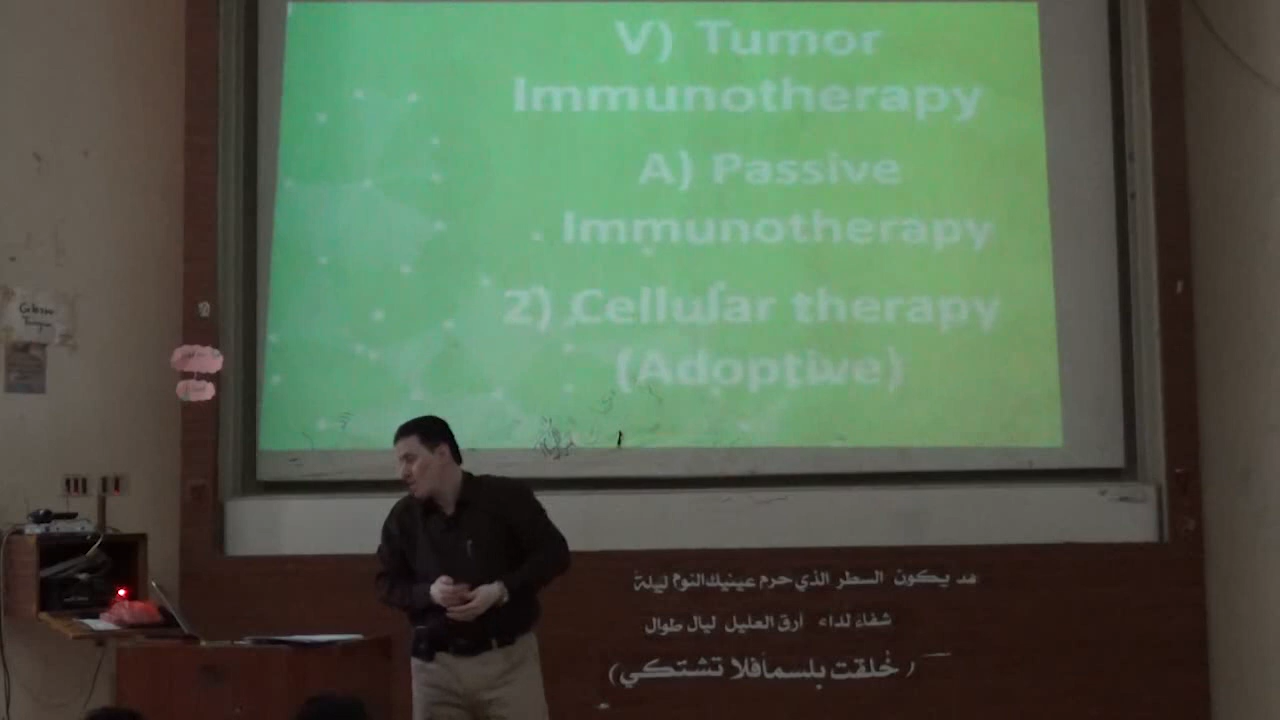 V) Tumor
Immunotherapy
A) Passive
Immunotherapy
2) Cellular therapy
(Adoptive)
قد يكون السطر الذي حرم عينيك النوم ليلة
شفاء لداء أرق العليل ليال طوال
(خُلقت بلسماً فلا تشتكي)